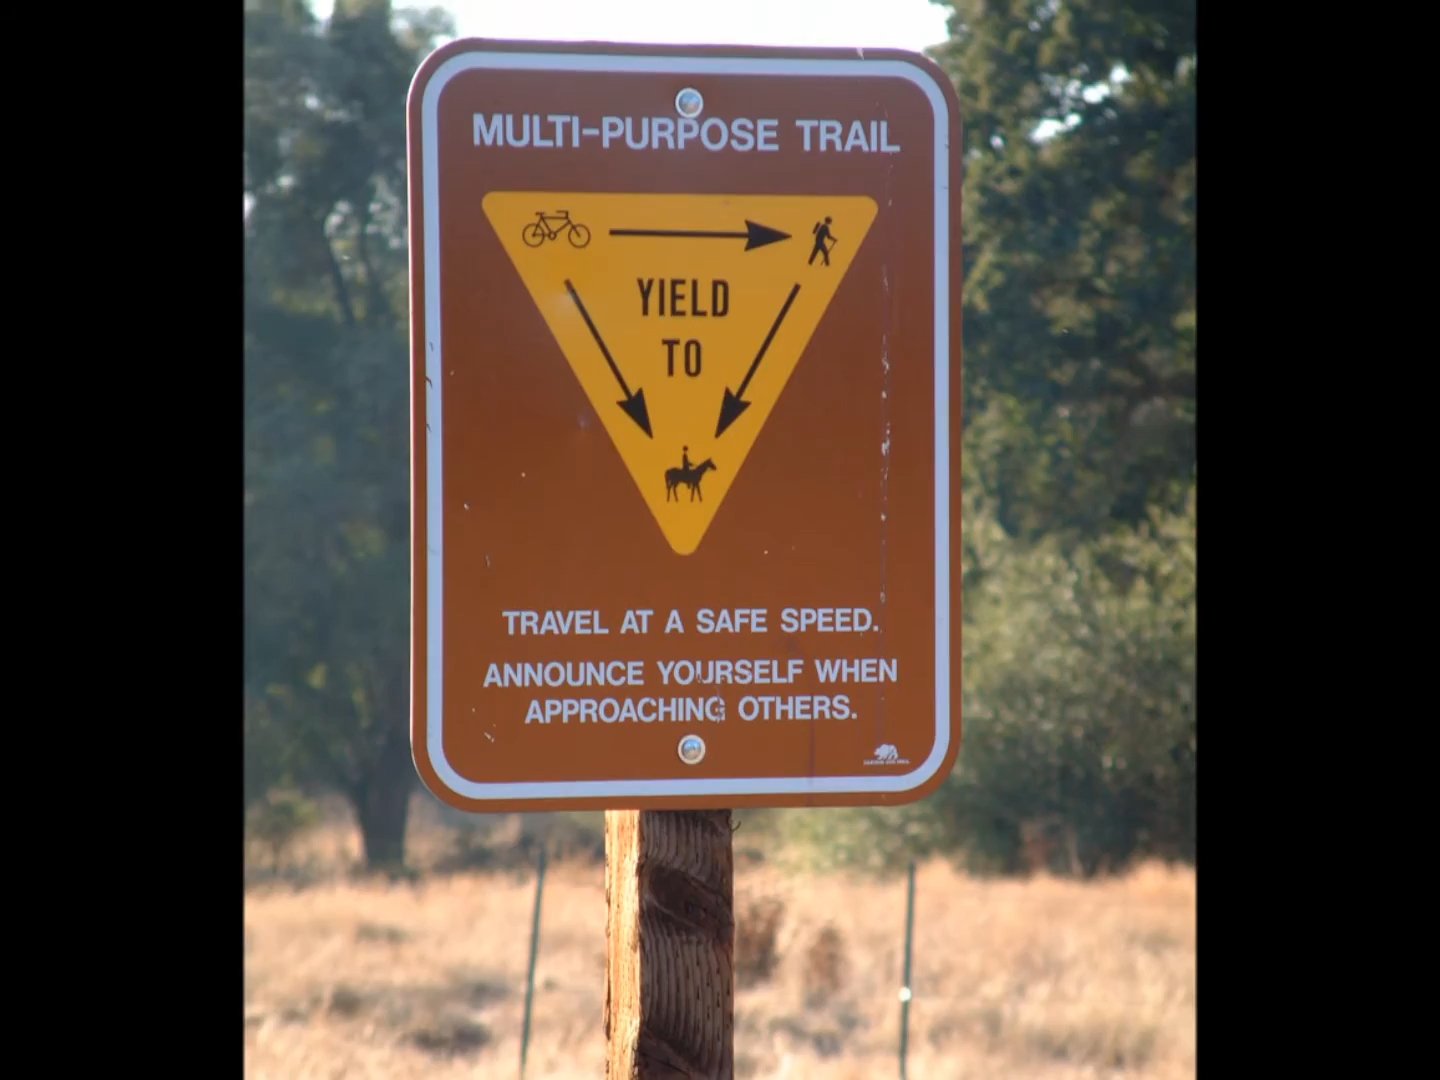 MULTI-PURPOSE TRAIL
YIELD
TO
TRAVEL AT A SAFE SPEED.
ANNOUNCE YOURSELF WHEN
APPROACHING OTHERS.